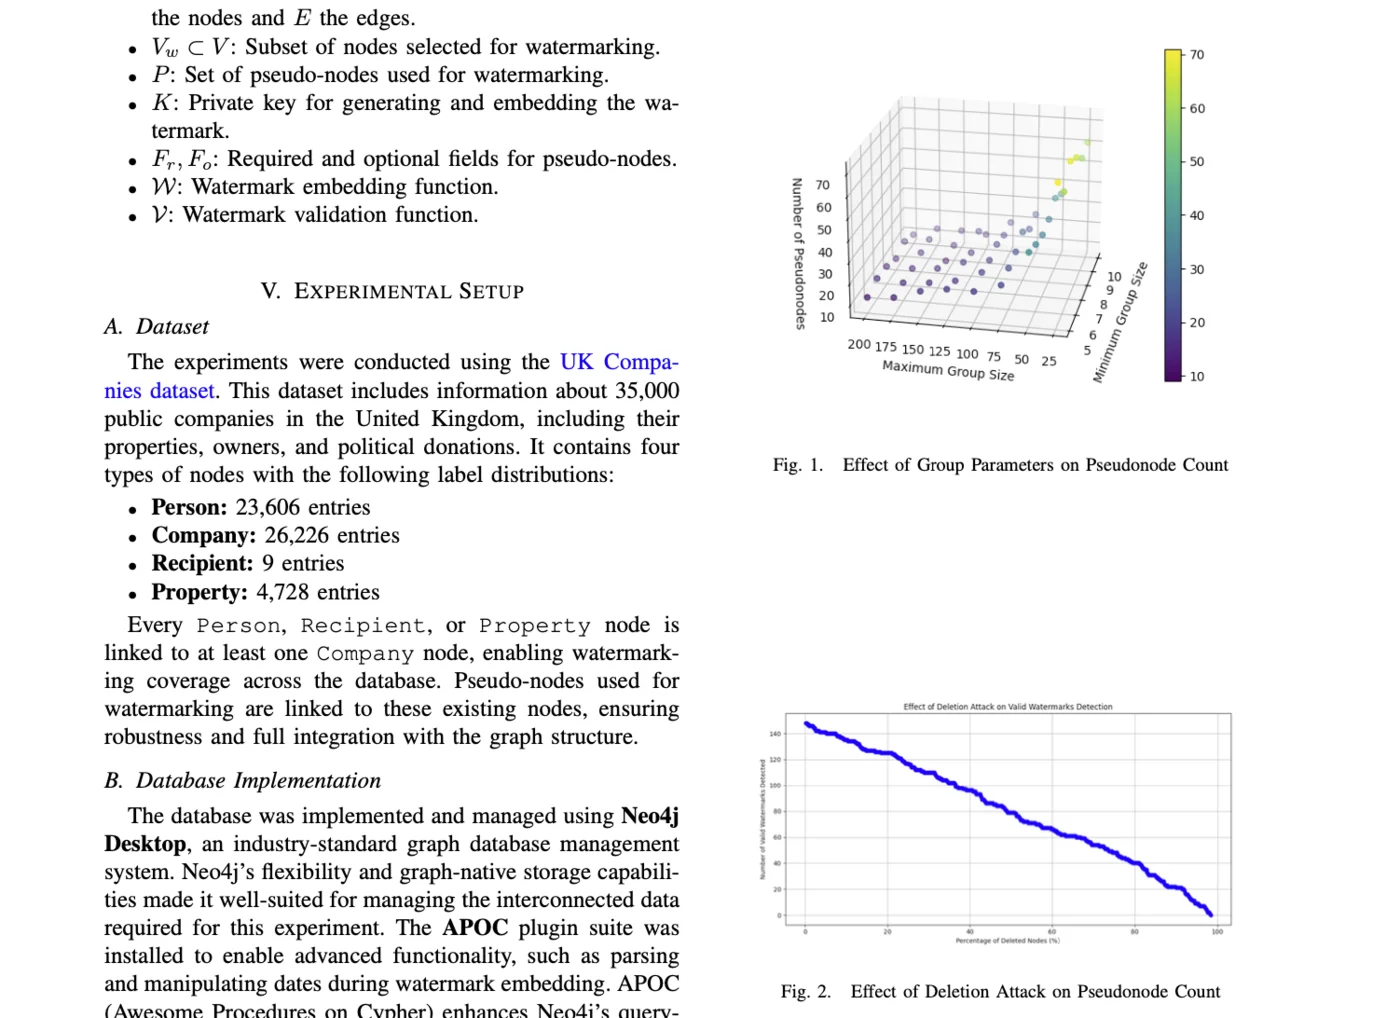 the nodes and E the edges.
• V_w ⊂ V: Subset of nodes selected for watermarking.
• P: Set of pseudo-nodes used for watermarking.
• K: Private key for generating and embedding the wa-
termark.
• F_r, F_o: Required and optional fields for pseudo-nodes.
• W: Watermark embedding function.
• V: Watermark validation function.
V. EXPERIMENTAL SETUP
A. Dataset
The experiments were conducted using the UK Compa-
nies dataset. This dataset includes information about 35,000
public companies in the United Kingdom, including their
properties, owners, and political donations. It contains four
types of nodes with the following label distributions:
• Person: 23,606 entries
• Company: 26,226 entries
• Recipient: 9 entries
• Property: 4,728 entries
Every Person, Recipient, or Property node is
linked to at least one Company node, enabling watermark-
ing coverage across the database. Pseudo-nodes used for
watermarking are linked to these existing nodes, ensuring
robustness and full integration with the graph structure.
B. Database Implementation
The database was implemented and managed using Neo4j
Desktop, an industry-standard graph database management
system. Neo4j's flexibility and graph-native storage capabili-
ties made it well-suited for managing the interconnected data
required for this experiment. The APOC plugin suite was
installed to enable advanced functionality, such as parsing
and manipulating dates during watermark embedding. APOC
(Awesome Procedures on Cypher) enhances Neo4j's query-
Number of Pseudonodes
70
60
50
40
30
20
10
200 175 150 125 100 75 50 25
Maximum Group Size
5
6
7
8
9
10
Minimum Group Size
70
60
50
40
30
20
10
Fig. 1. Effect of Group Parameters on Pseudonode Count
Effect of Deletion Attack on Valid Watermarks Detection
Number of Valid Watermarks Detected
140
120
100
80
60
40
20
0
0 20 40 60 80 100
Percentage of Deleted Nodes (%)
Fig. 2. Effect of Deletion Attack on Pseudonode Count